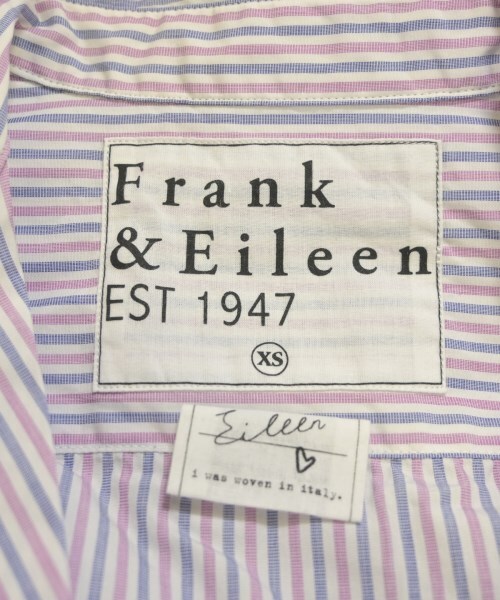 Frank
& Eileen
EST 1947
XS
Eileen
i was woven in italy.